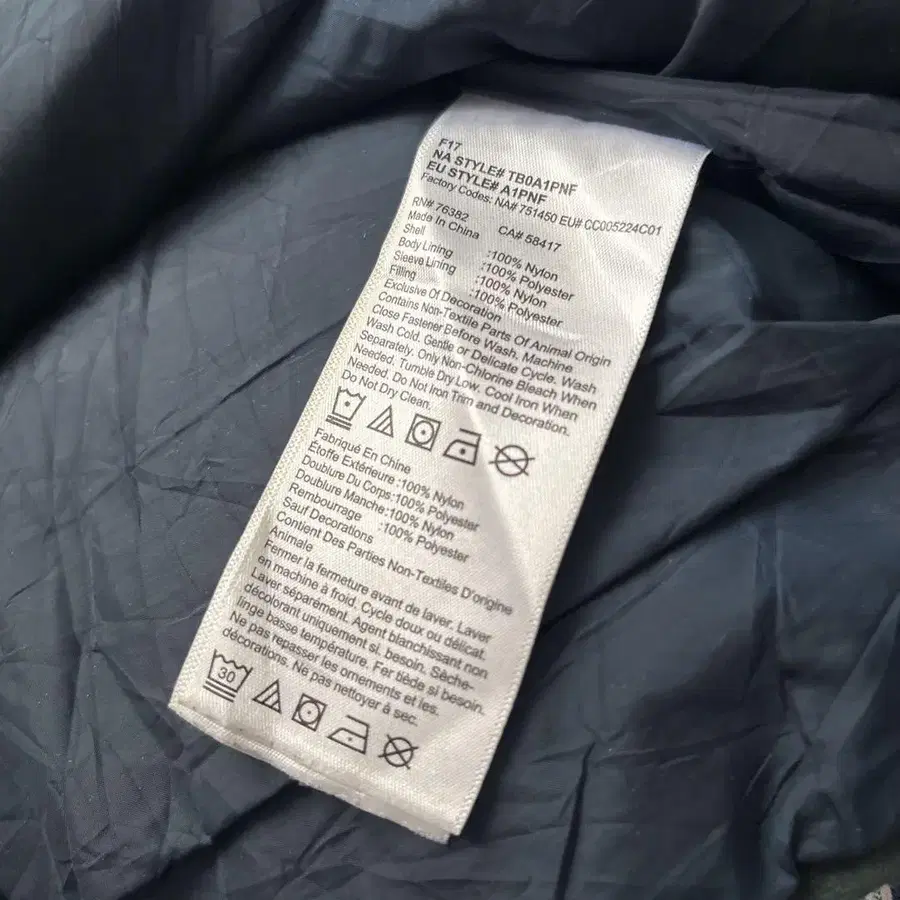 F17
NA STYLE# TB0A1PNF
EU STYLE# A1PNF
Factory Codes: NA# 751450 EU# CC005224C01
RN# 76382 CA# 58417
Made In China
Shell :100% Nylon
Body Lining :100% Polyester
Sleeve Lining :100% Nylon
Filling :100% Polyester
Exclusive Of Decoration
Contains Non-Textile Parts Of Animal Origin
Close Fastener Before Wash. Machine
Wash Cold. Gentle or Delicate Cycle. Wash
Separately. Only Non-Chlorine Bleach When
Needed. Tumble Dry Low. Cool Iron When
Needed. Do Not Iron Trim and Decoration.
Do Not Dry Clean.
Fabriqué En Chine
Étoffe Extérieure :100% Nylon
Doublure Du Corps:100% Polyester
Doublure Manche:100% Nylon
Rembourrage :100% Polyester
Sauf Decorations
Contient Des Parties Non-Textiles D'origine
Animale
Fermer la fermeture avant de laver. Laver
en machine à froid. Cycle doux ou délicat.
Laver séparément. Agent blanchissant non
décolorant uniquement si. besoin. Sèche-
linge basse température. Fer tiède si besoin.
Ne pas repasser les ornements et les.
décorations. Ne pas nettoyer à sec.
30